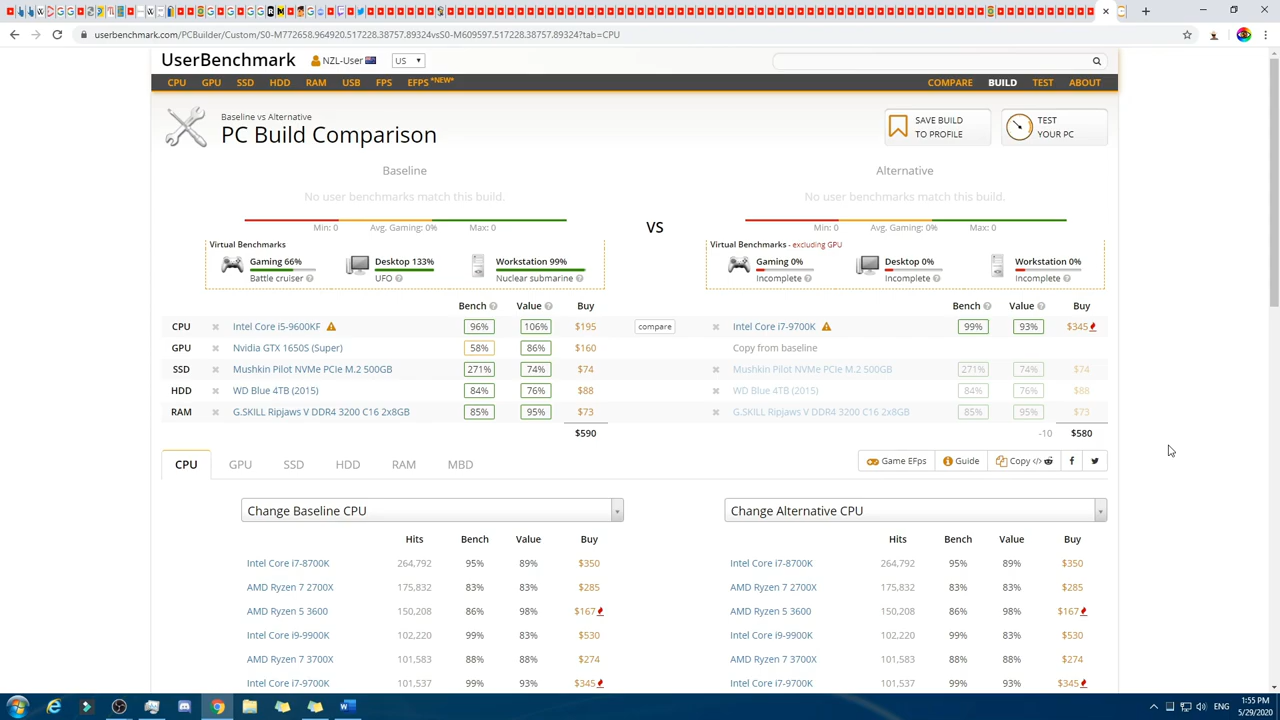 userbenchmark.com/PCBuilder/Custom/S0-M772658.964920.517228.38757.89324vsS0-M609597.517228.38757.89324?tab=CPU
UserBenchmark NZL-User US
CPU GPU SSD HDD RAM USB FPS EFPS *NEW* COMPARE BUILD TEST ABOUT
Baseline vs Alternative
PC Build Comparison
SAVE BUILD
TO PROFILE
TEST
YOUR PC
Baseline Alternative
No user benchmarks match this build. No user benchmarks match this build.
Min: 0 Avg. Gaming: 0% Max: 0 VS Min: 0 Avg. Gaming: 0% Max: 0
Virtual Benchmarks Virtual Benchmarks - excluding GPU
Gaming 66% Desktop 133% Workstation 99% Gaming 0% Desktop 0% Workstation 0%
Battle cruiser UFO Nuclear submarine Incomplete Incomplete Incomplete
Bench Value Buy Bench Value Buy
CPU Intel Core i5-9600KF 96% 106% $195 compare Intel Core i7-9700K 99% 93% $345
GPU Nvidia GTX 1650S (Super) 58% 86% $160 Copy from baseline
SSD Mushkin Pilot NVMe PCIe M.2 500GB 271% 74% $74 Mushkin Pilot NVMe PCIe M.2 500GB 271% 74% $74
HDD WD Blue 4TB (2015) 84% 76% $88 WD Blue 4TB (2015) 84% 76% $88
RAM G.SKILL Ripjaws V DDR4 3200 C16 2x8GB 85% 95% $73 G.SKILL Ripjaws V DDR4 3200 C16 2x8GB 85% 95% $73
$590 -10 $580
CPU GPU SSD HDD RAM MBD Game EFps Guide Copy </>
Change Baseline CPU Change Alternative CPU
Hits Bench Value Buy Hits Bench Value Buy
Intel Core i7-8700K 264,792 95% 89% $350 Intel Core i7-8700K 264,792 95% 89% $350
AMD Ryzen 7 2700X 175,832 83% 83% $285 AMD Ryzen 7 2700X 175,832 83% 83% $285
AMD Ryzen 5 3600 150,208 86% 98% $167 AMD Ryzen 5 3600 150,208 86% 98% $167
Intel Core i9-9900K 102,220 99% 83% $530 Intel Core i9-9900K 102,220 99% 83% $530
AMD Ryzen 7 3700X 101,583 88% 88% $274 AMD Ryzen 7 3700X 101,583 88% 88% $274
Intel Core i7-9700K 101,537 99% 93% $345 Intel Core i7-9700K 101,537 99% 93% $345
ENG 1:55 PM
5/29/2020